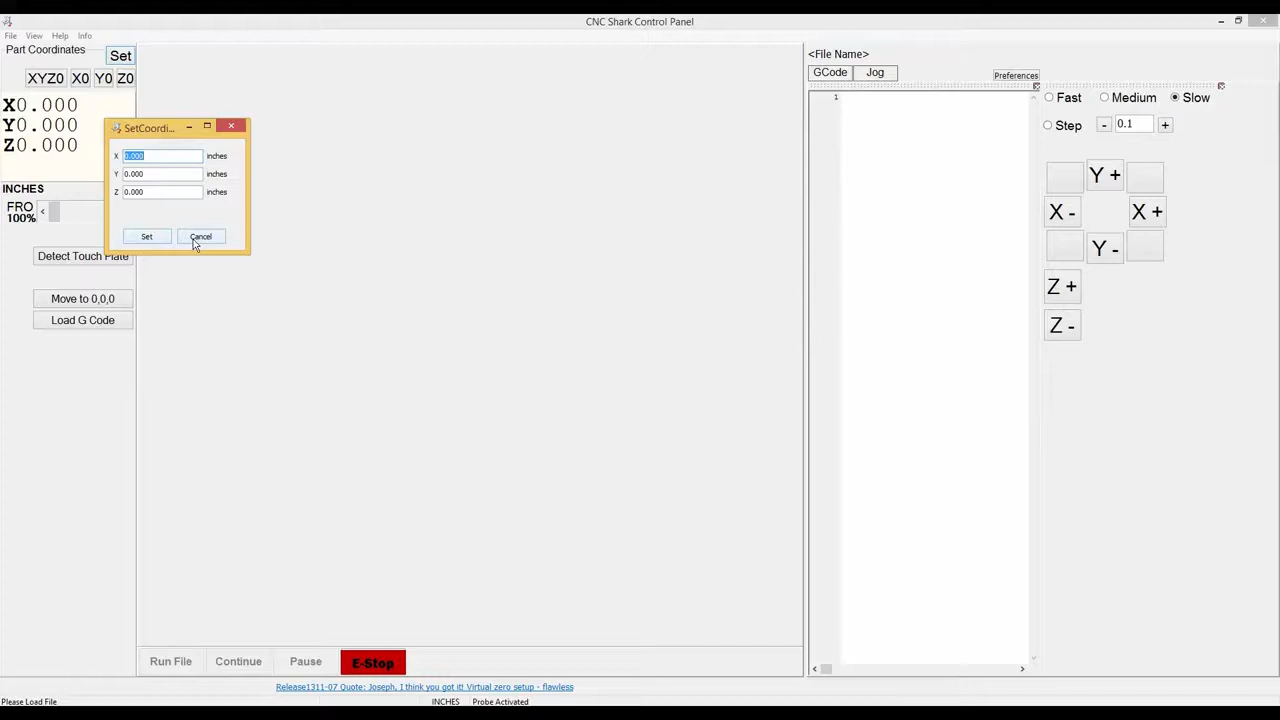 CNC Shark Control Panel
File View Help Info
Part Coordinates Set
XYZ0 X0 Y0 Z0
X0.000
Y0.000
Z0.000
INCHES
FRO
100% <
Detect Touch Plate
Move to 0,0,0
Load G Code
SetCoordi...
X 0.000 inches
Y 0.000 inches
Z 0.000 inches
Set Cancel
<File Name>
GCode Jog
Preferences
1
Fast Medium Slow
Step - 0.1 +
Y +
X - X +
Y -
Z +
Z -
Run File Continue Pause E-Stop
Release1311-07 Quote: Joseph, I think you got it! Virtual zero setup - flawless
Please Load File INCHES Probe Activated